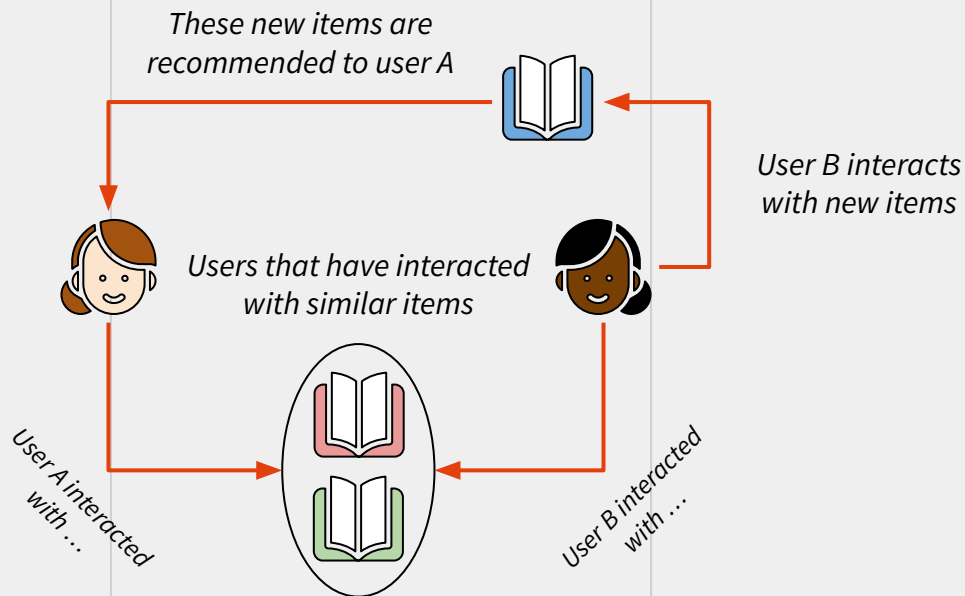 These new items are
recommended to user A
User B interacts
with new items
Users that have interacted
with similar items
User A interacted
with ...
User B interacted
with ...